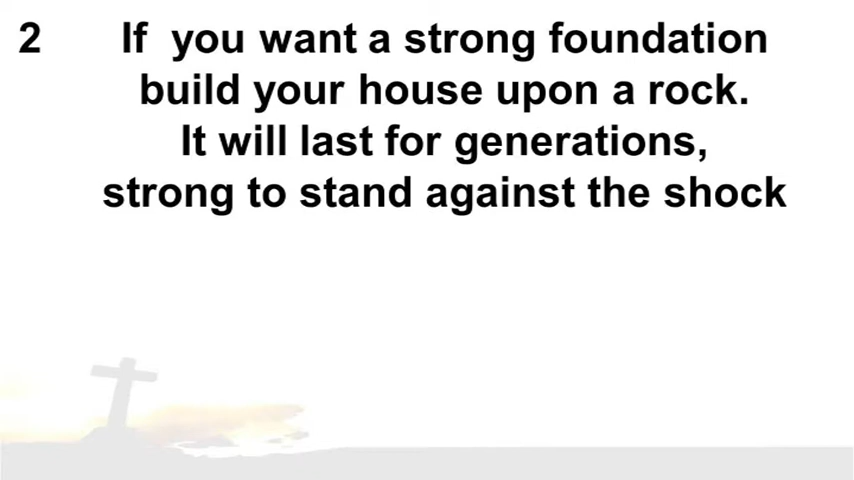 2 If you want a strong foundation
build your house upon a rock.
It will last for generations,
strong to stand against the shock